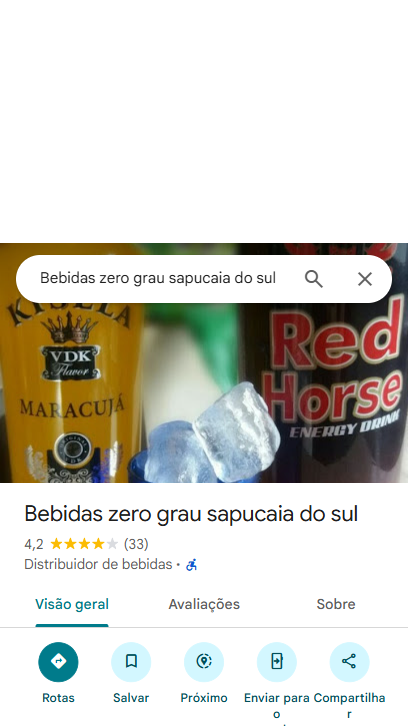 Bebidas zero grau sapucaia do sul
VDK
Flavor
MARACUJÁ
Red
Horse
ENERGY DRINK
Bebidas zero grau sapucaia do sul
4,2 (33)
Distribuidor de bebidas ·
Visão geral Avaliações Sobre
Rotas Salvar Próximo Enviar para o Compartilhar